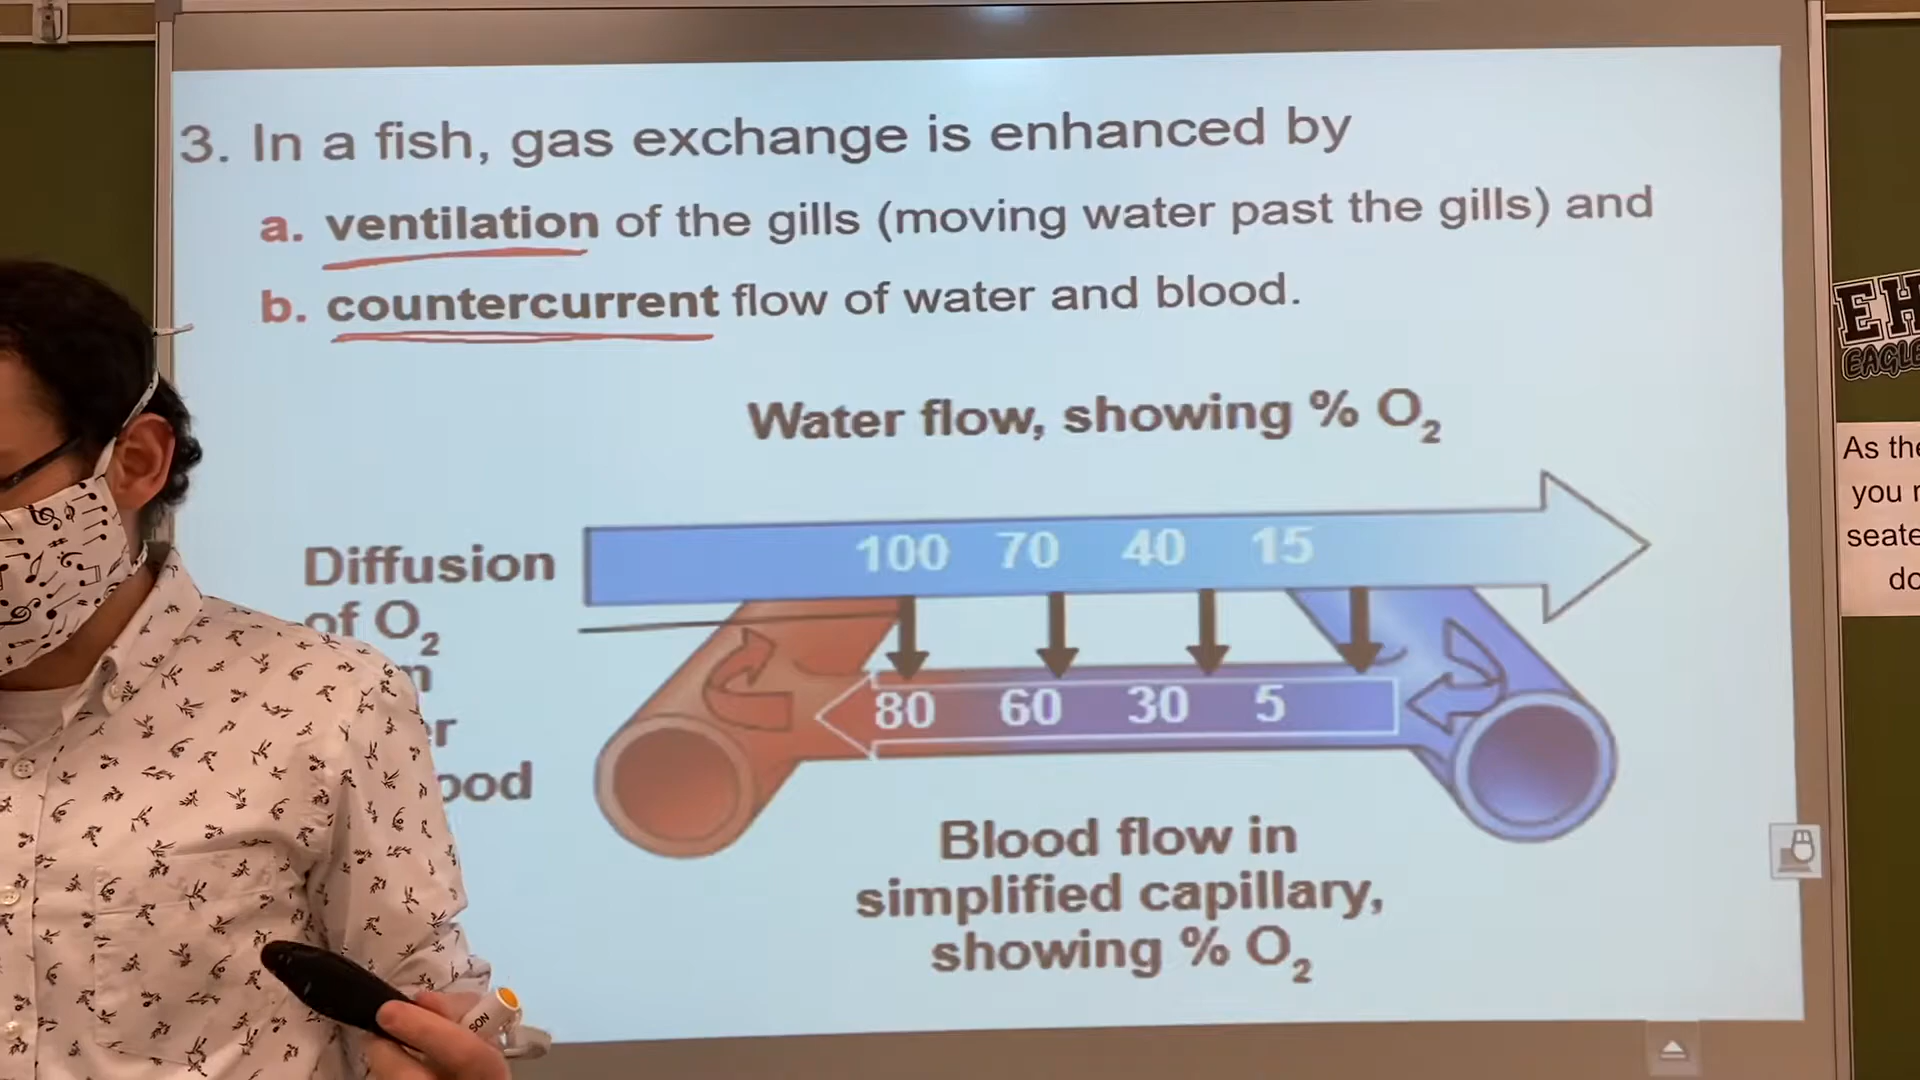 3. In a fish, gas exchange is enhanced by
a. ventilation of the gills (moving water past the gills) and
b. countercurrent flow of water and blood.
Water flow, showing % O₂
Diffusion
of O₂
100 70 40 15
80 60 30 5
Blood flow in
simplified capillary,
showing % O₂
EH
EAGLE
As the
you
seate
do
SON